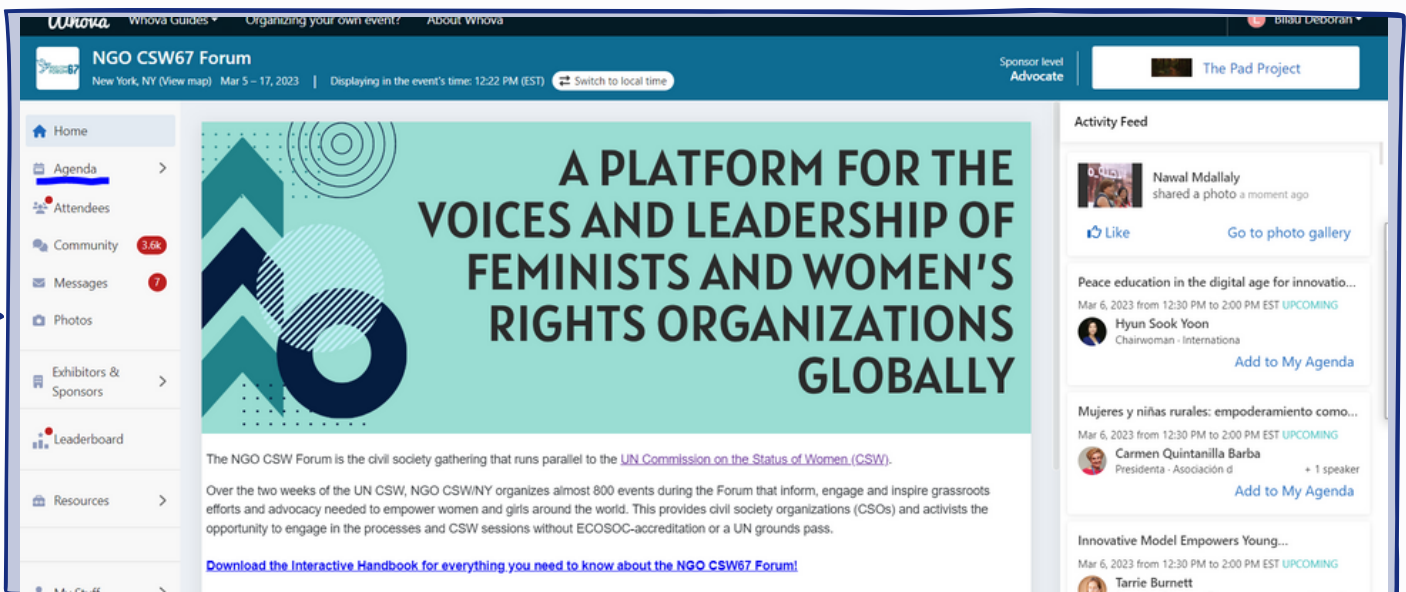 Whova Whova Guides Organizing your own event? About Whova Bilau Deborah
NGO CSW67 Forum
New York, NY (View map) Mar 5 – 17, 2023 | Displaying in the event's time: 12:22 PM (EST) Switch to local time
Sponsor level
Advocate
The Pad Project
Home
Agenda
Attendees
Community 3.6k
Messages 7
Photos
Exhibitors &
Sponsors
Leaderboard
Resources
My Stuff
A PLATFORM FOR THE
VOICES AND LEADERSHIP OF
FEMINISTS AND WOMEN'S
RIGHTS ORGANIZATIONS
GLOBALLY
The NGO CSW Forum is the civil society gathering that runs parallel to the UN Commission on the Status of Women (CSW).
Over the two weeks of the UN CSW, NGO CSW/NY organizes almost 800 events during the Forum that inform, engage and inspire grassroots
efforts and advocacy needed to empower women and girls around the world. This provides civil society organizations (CSOs) and activists the
opportunity to engage in the processes and CSW sessions without ECOSOC-accreditation or a UN grounds pass.
Download the Interactive Handbook for everything you need to know about the NGO CSW67 Forum!
Activity Feed
Nawal Mdallaly
shared a photo a moment ago
Like Go to photo gallery
Peace education in the digital age for innovatio...
Mar 6, 2023 from 12:30 PM to 2:00 PM EST UPCOMING
Hyun Sook Yoon
Chairwoman - Internationa
Add to My Agenda
Mujeres y niñas rurales: empoderamiento como...
Mar 6, 2023 from 12:30 PM to 2:00 PM EST UPCOMING
Carmen Quintanilla Barba
Presidenta - Asociación d + 1 speaker
Add to My Agenda
Innovative Model Empowers Young...
Mar 6, 2023 from 12:30 PM to 2:00 PM EST UPCOMING
Tarrie Burnett